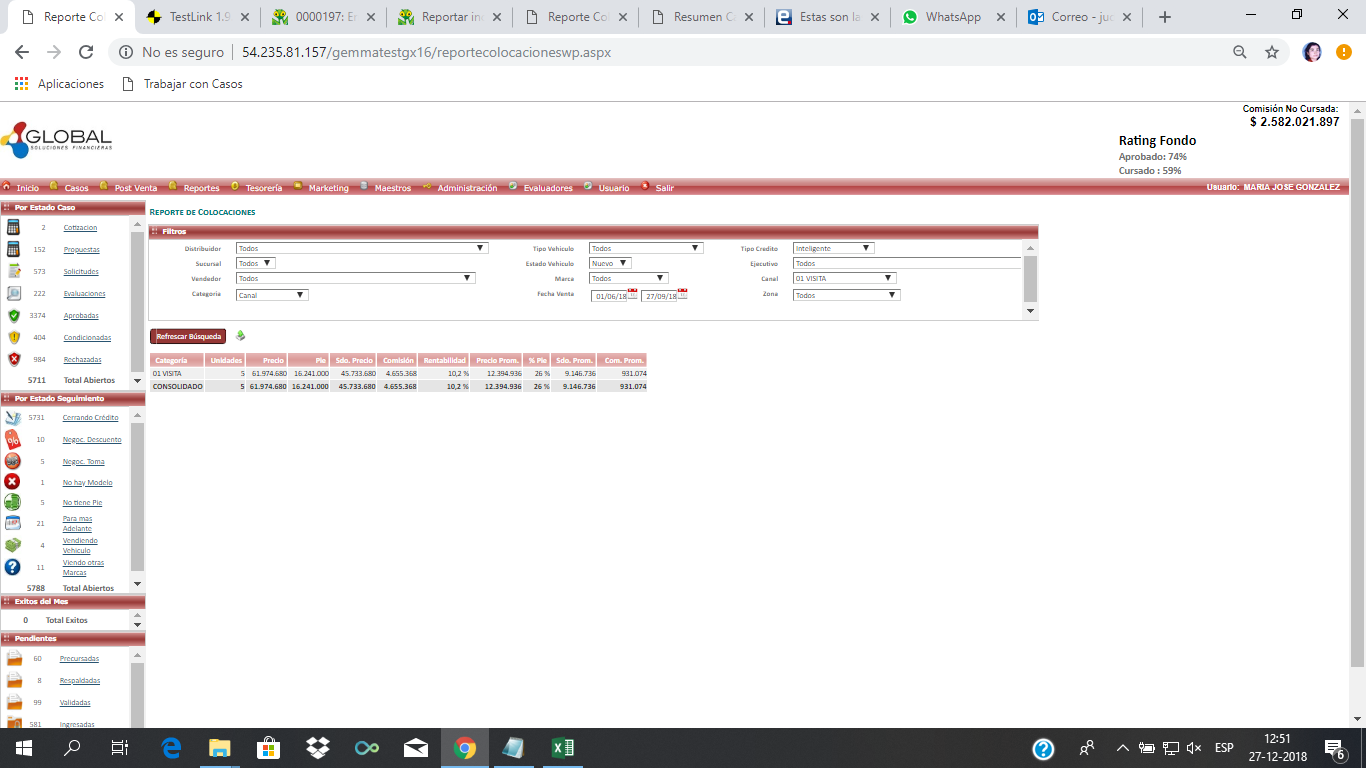 Reporte Col
TestLink 1.9
0000197: Er
Reportar in
Reporte Col
Resumen C
Estas son la
WhatsApp
Correo - juc
No es seguro
54.235.81.157/gemmatestgx16/reportecolocacioneswp.aspx
Aplicaciones
Trabajar con Casos
Comisión No Cursada:
$ 2.582.021.897
GLOBAL
SOLUCIONES FINANCIERAS
Rating Fondo
Aprobado: 74%
Cursado : 59%
Inicio Casos Post Venta Reportes Tesorería Marketing Maestros Administración Evaluadores Usuario Salir
Usuario: MARIA JOSE GONZALEZ
Por Estado Caso
2 Cotizacion
152 Propuestas
573 Solicitudes
222 Evaluaciones
3374 Aprobadas
404 Condicionadas
984 Rechazadas
5711 Total Abiertos
Por Estado Seguimiento
5731 Cerrando Crédito
10 Negoc. Descuento
5 Negoc. Toma
1 No hay Modelo
5 No tiene Pie
21 Para mas
Adelante
4 Vendiendo
Vehiculo
11 Viendo otras
Marcas
5788 Total Abiertos
Exitos del Mes
0 Total Exitos
Pendientes
60 Precursadas
8 Respaldadas
99 Validadas
581 Ingresadas
REPORTE DE COLOCACIONES
Filtros
Distribuidor Todos Tipo Vehiculo Todos Tipo Credito Inteligente
Sucursal Todos Estado Vehiculo Nuevo Ejecutivo Todos
Vendedor Todos Marca Todos Canal 01 VISITA
Categoria Canal Fecha Venta 01/06/18 27/09/18 Zona Todos
Refrescar Búsqueda
Categoría Unidades Precio Pie Sdo. Precio Comisión Rentabilidad Precio Prom. % Pie Sdo. Prom. Com. Prom.
01 VISITA 5 61.974.680 16.241.000 45.733.680 4.655.368 10,2 % 12.394.936 26 % 9.146.736 931.074
CONSOLIDADO 5 61.974.680 16.241.000 45.733.680 4.655.368 10,2 % 12.394.936 26 % 9.146.736 931.074
ESP
12:51
27-12-2018
6